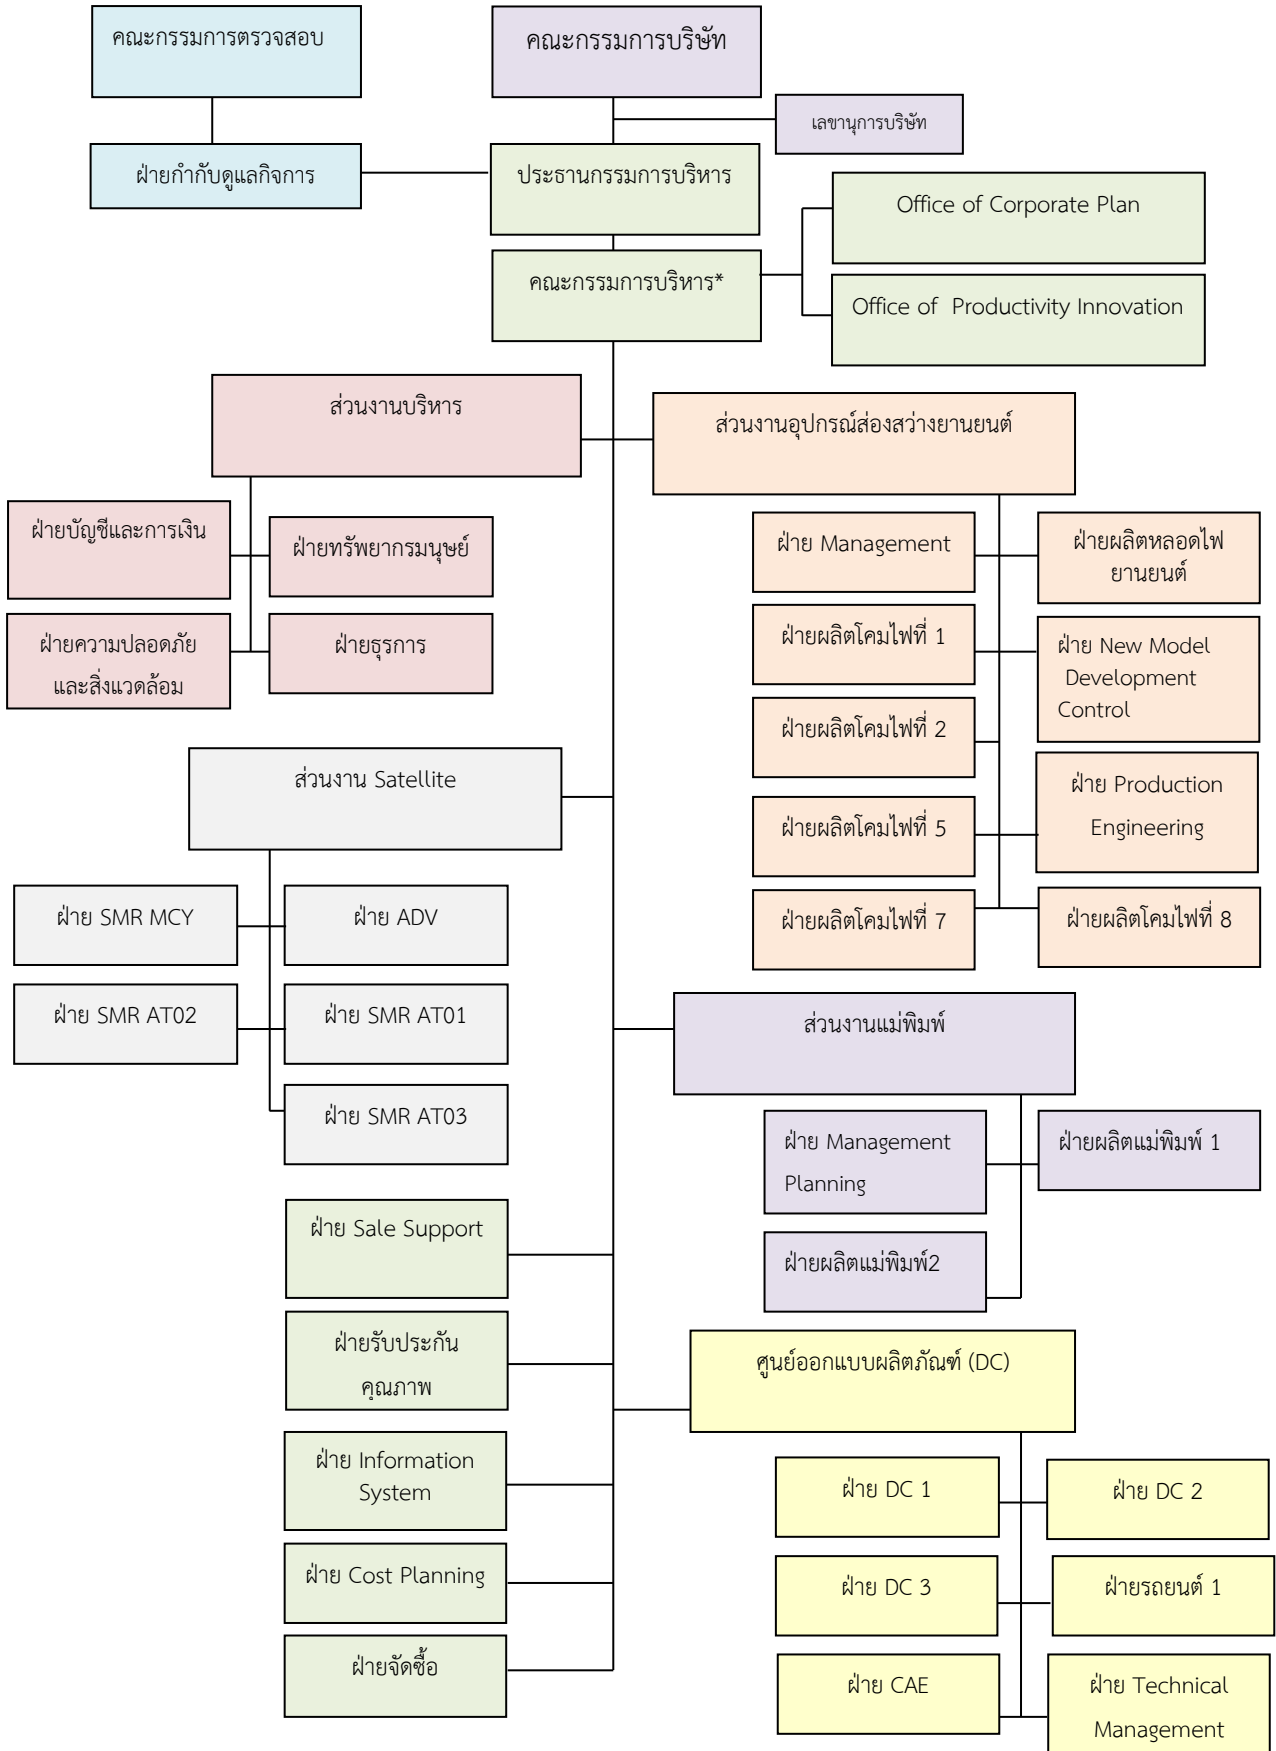 คณะกรรมการตรวจสอบ
คณะกรรมการบริษัท
เลขานุการบริษัท
ฝ่ายกำกับดูแลกิจการ
ประธานกรรมการบริหาร
Office of Corporate Plan
คณะกรรมการบริหาร*
Office of  Productivity Innovation
ส่วนงานบริหาร
ส่วนงานอุปกรณ์ส่องสว่างยานยนต์
ฝ่ายบัญชีและการเงิน
ฝ่ายทรัพยากรมนุษย์
ฝ่ายความปลอดภัย
และสิ่งแวดล้อม
ฝ่ายธุรการ
ฝ่าย Management
ฝ่ายผลิตหลอดไฟ
ยานยนต์
ฝ่ายผลิตโคมไฟที่ 1
ฝ่าย New Model
Development
Control
ฝ่ายผลิตโคมไฟที่ 2
ฝ่าย Production
Engineering
ฝ่ายผลิตโคมไฟที่ 5
ฝ่ายผลิตโคมไฟที่ 7
ฝ่ายผลิตโคมไฟที่ 8
ส่วนงาน Satellite
ฝ่าย SMR MCY
ฝ่าย ADV
ฝ่าย SMR AT02
ฝ่าย SMR AT01
ฝ่าย SMR AT03
ส่วนงานแม่พิมพ์
ฝ่าย Management
Planning
ฝ่ายผลิตแม่พิมพ์ 1
ฝ่ายผลิตแม่พิมพ์2
ฝ่าย Sale Support
ฝ่ายรับประกัน
คุณภาพ
ฝ่าย Information
System
ฝ่าย Cost Planning
ฝ่ายจัดซื้อ
ศูนย์ออกแบบผลิตภัณฑ์ (DC)
ฝ่าย DC 1
ฝ่าย DC 2
ฝ่าย DC 3
ฝ่ายรถยนต์ 1
ฝ่าย CAE
ฝ่าย Technical
Management